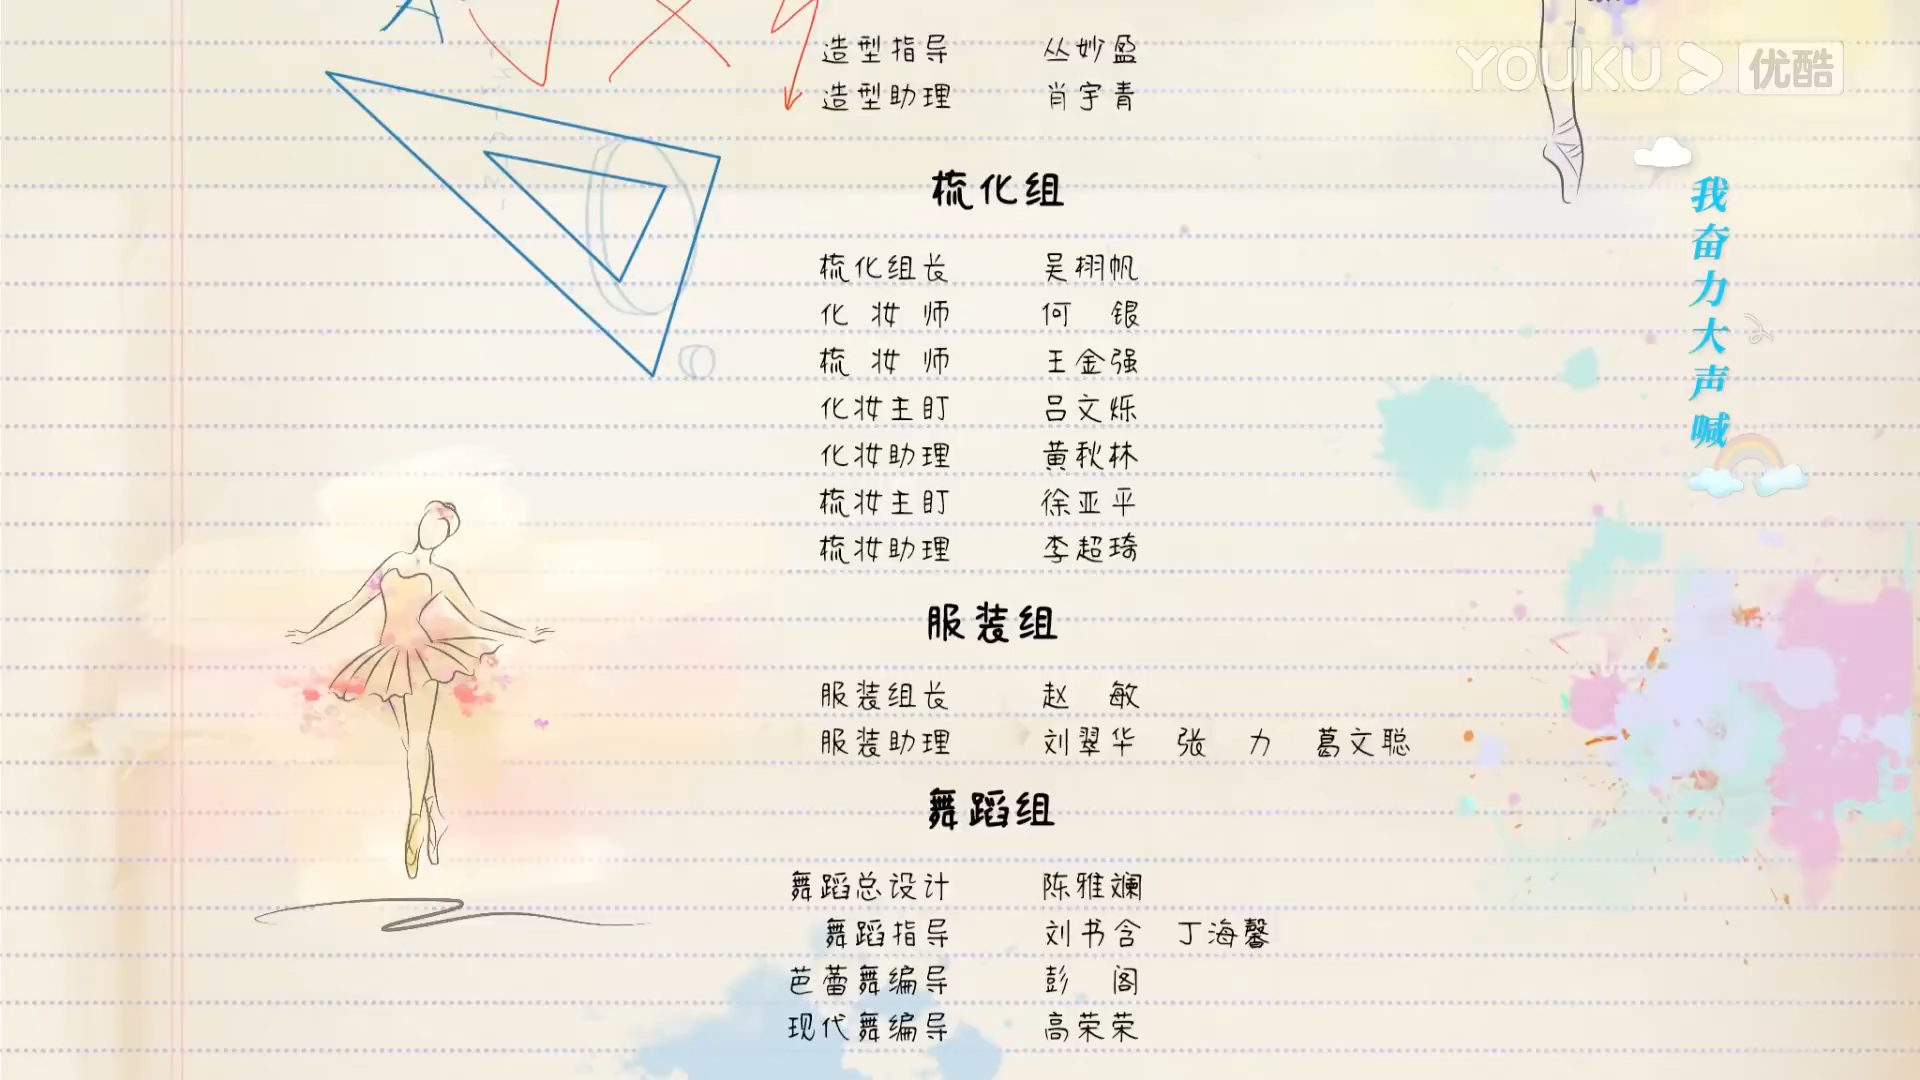 造型指导 丛妙盈
造型助理 肖宇青
YOUKU 优酷
梳化组
梳化组长 吴栩帆
化妆师 何银
梳妆师 王金强
化妆主盯 吕文烁
化妆助理 黄秋林
梳妆主盯 徐亚平
梳妆助理 李超琦
服装组
服装组长 赵敏
服装助理 刘翠华 张力 葛文聪
舞蹈组
舞蹈总设计 陈雅斓
舞蹈指导 刘书含 丁海馨
芭蕾舞编导 彭阁
现代舞编导 高荣荣
我奋力大声喊